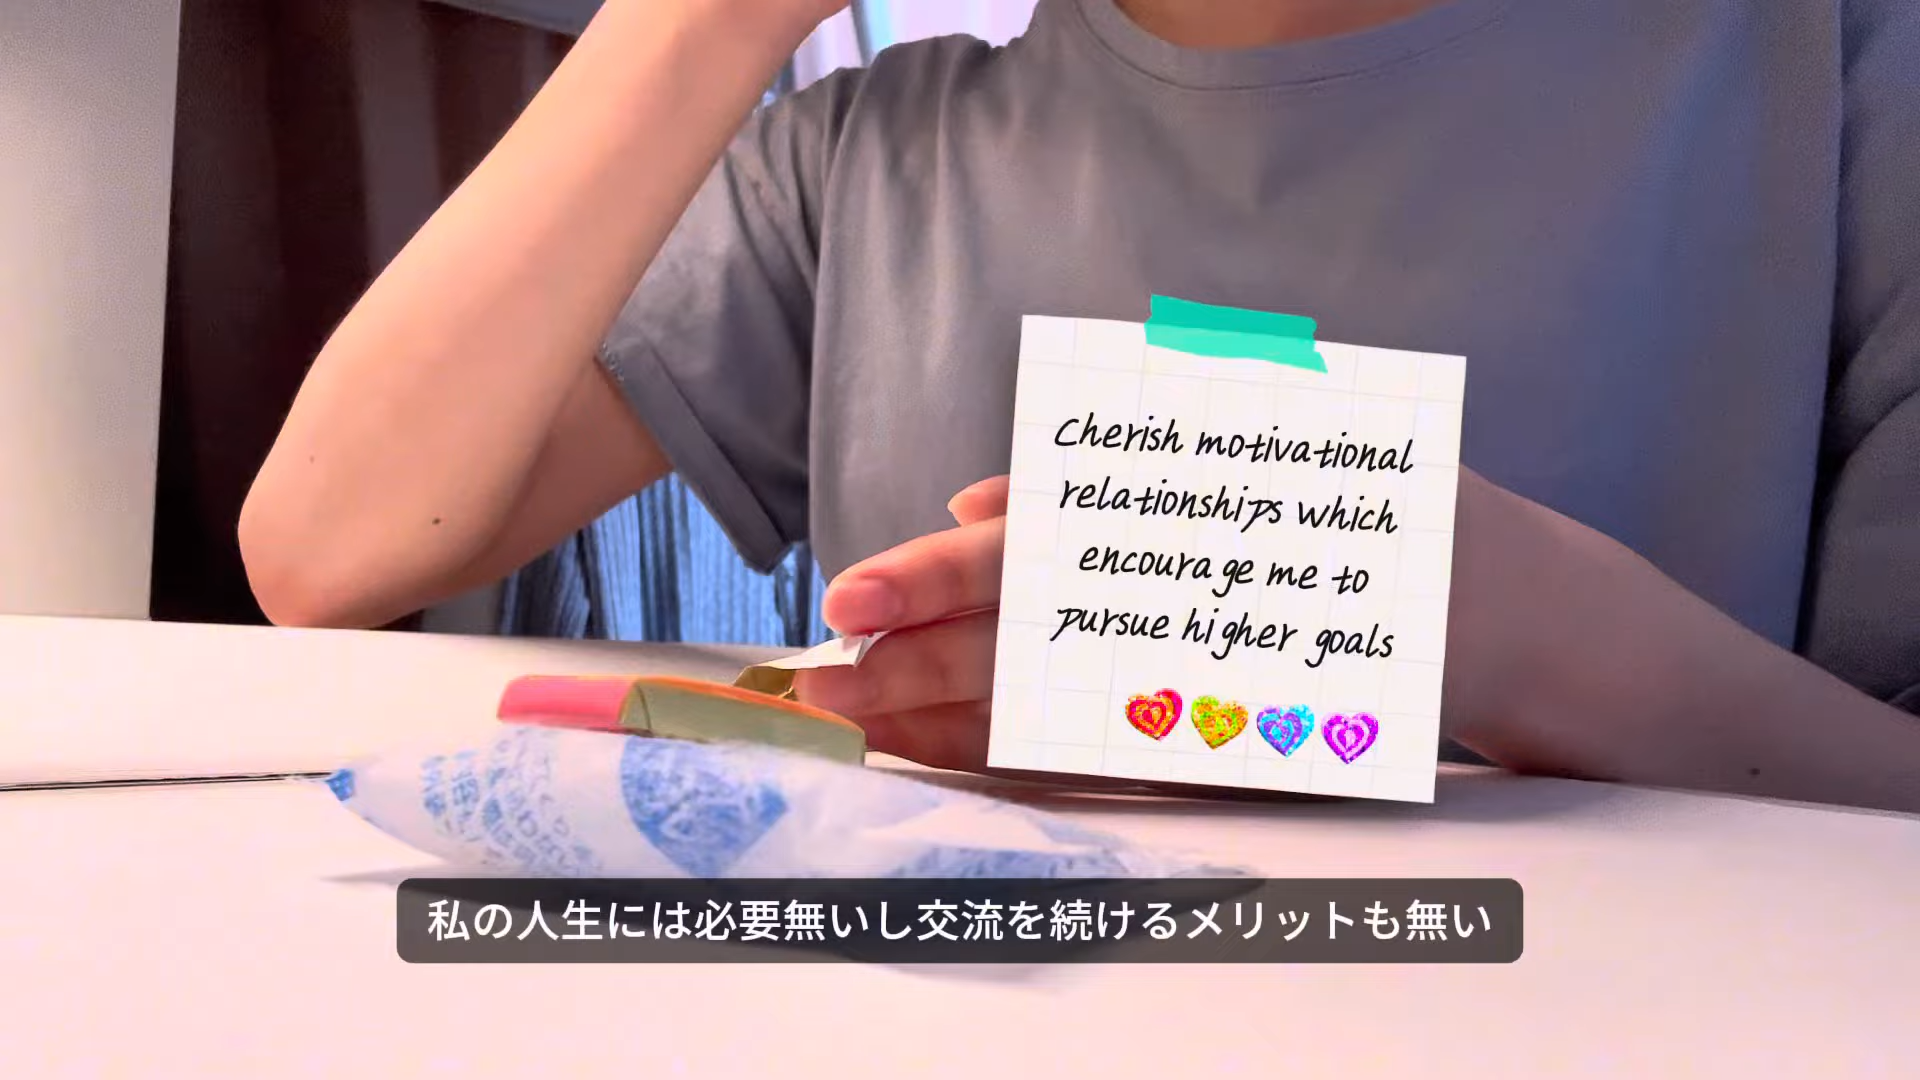 Cherish motivational
relationships which
encourage me to
pursue higher goals
私の人生には必要無いし交流を続けるメリットも無い